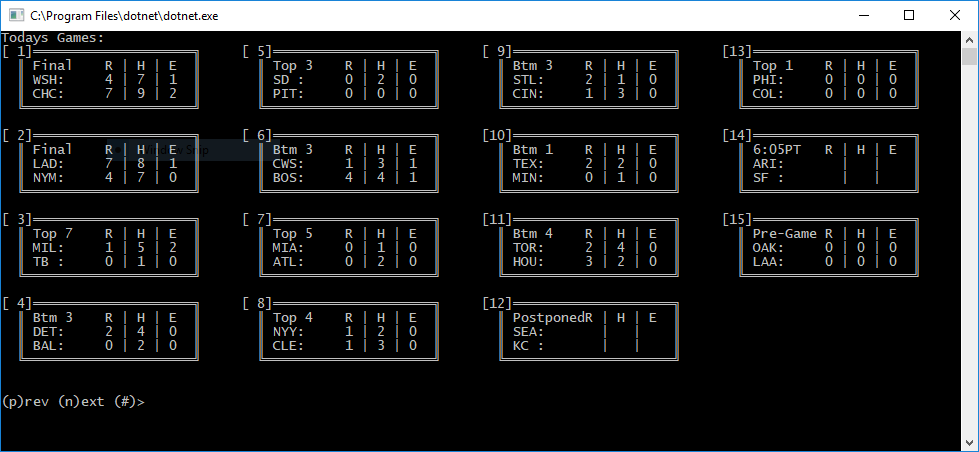 C:\Program Files\dotnet\dotnet.exe
Todays Games:
[ 1] [ 5] [ 9] [13]
Final R | H | E Top 3 R | H | E Btm 3 R | H | E Top 1 R | H | E
WSH: 4 | 7 | 1 SD : 0 | 2 | 0 STL: 2 | 1 | 0 PHI: 0 | 0 | 0
CHC: 7 | 9 | 2 PIT: 0 | 0 | 0 CIN: 1 | 3 | 0 COL: 0 | 0 | 0
[ 2] [ 6] [10] [14]
Final R | H | E Btm 3 R | H | E Btm 1 R | H | E 6:05PT R | H | E
LAD: 7 | 8 | 1 CWS: 1 | 3 | 1 TEX: 2 | 2 | 0 ARI: | |
NYM: 4 | 7 | 0 BOS: 4 | 4 | 1 MIN: 0 | 1 | 0 SF : | |
[ 3] [ 7] [11] [15]
Top 7 R | H | E Top 5 R | H | E Btm 4 R | H | E Pre-Game R | H | E
MIL: 1 | 5 | 2 MIA: 0 | 1 | 0 TOR: 2 | 4 | 0 OAK: 0 | 0 | 0
TB : 0 | 1 | 0 ATL: 0 | 2 | 0 HOU: 3 | 2 | 0 LAA: 0 | 0 | 0
[ 4] [ 8] [12]
Btm 3 R | H | E Top 4 R | H | E PostponedR | H | E
DET: 2 | 4 | 0 NYY: 1 | 2 | 0 SEA: | |
BAL: 0 | 2 | 0 CLE: 1 | 3 | 0 KC : | |
(p)rev (n)ext (#)>